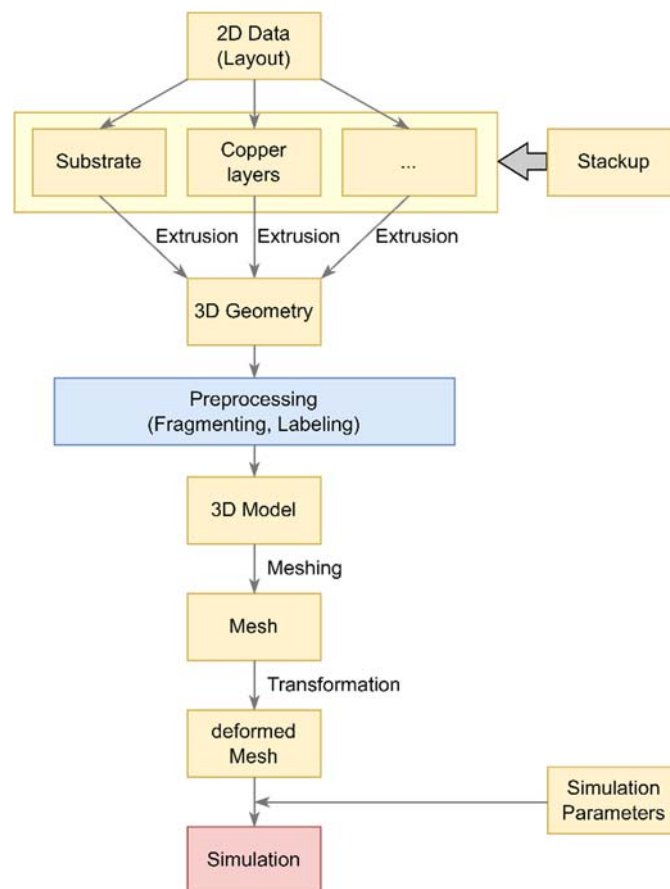 2D Data
(Layout)
Substrate
Copper
layers
...
Stackup
Extrusion
Extrusion
Extrusion
3D Geometry
Preprocessing
(Fragmenting, Labeling)
3D Model
Meshing
Mesh
Transformation
deformed
Mesh
Simulation
Parameters
Simulation